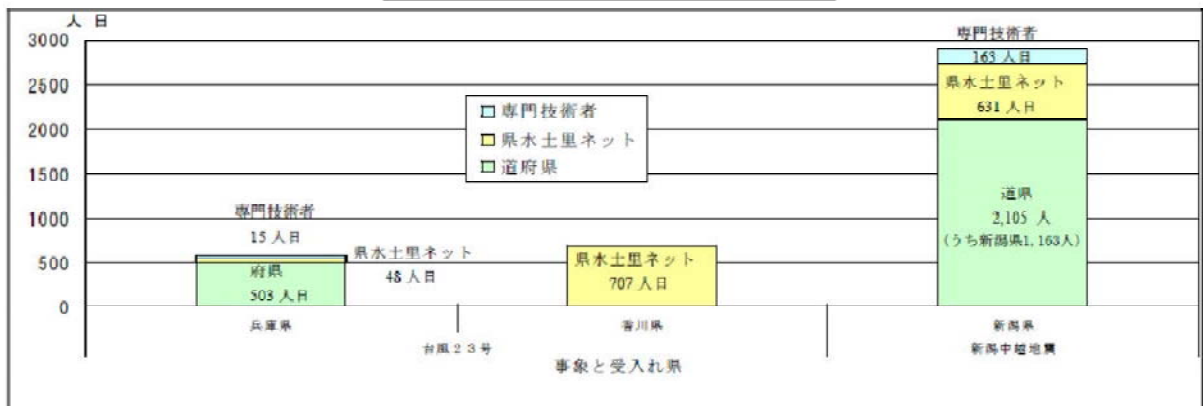 人 日
3000
2500
2000
1500
1000
500
0
専門技術者
県水土里ネット
道府県
専門技術者
15 人日
県水土里ネット
48 人日
府県
503 人日
県水土里ネット
707 人日
専門技術者
163 人日
県水土里ネット
631 人日
道県
2,105 人
(うち新潟県1,163人)
兵庫県
香川県
新潟県
台風23号
新潟中越地震
事象と受入れ県